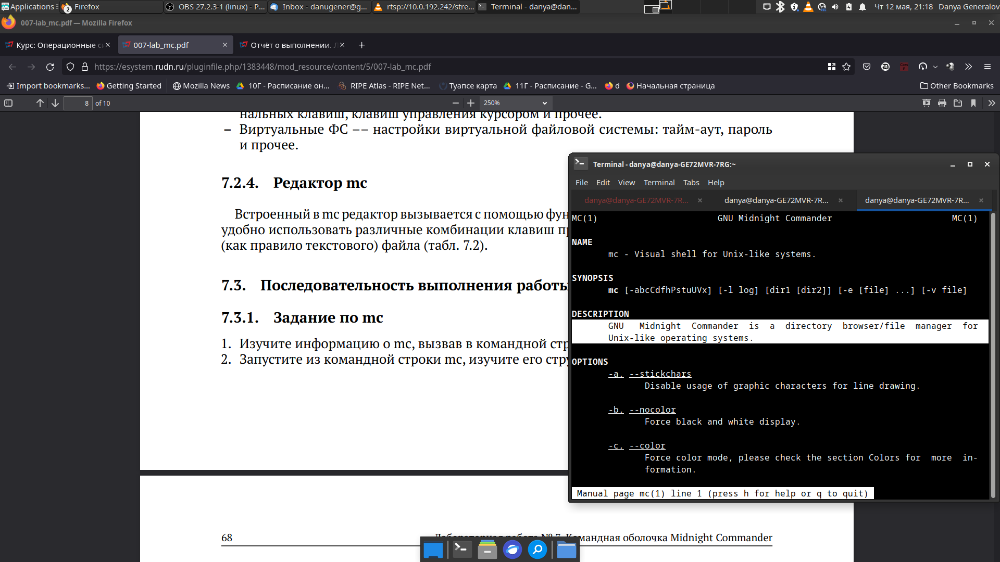 Applications
2
Firefox
OBS 27.2.3-1 (linux) - P...
Inbox - danugener@g...
rtsp://10.0.192.242/stre...
Terminal - danya@dan...
Чт 12 мая, 21:18
Danya Generalov
007-lab_mc.pdf — Mozilla Firefox
Курс: Операционные
007-lab_mc.pdf
Отчёт о выполнении.
https://esystem.rudn.ru/pluginfile.php/1383448/mod_resource/content/5/007-lab_mc.pdf
Import bookmarks...
Getting Started
Mozilla News
10Г - Расписание он...
RIPE Atlas - RIPE Net...
Туапсе карта
11Г - Расписание - G...
d
Начальная страница
Other Bookmarks
8 of 10
250%
нальных клавиш, клавиш управления курсором и прочее.
– Виртуальные ФС –– настройки виртуальной файловой системы: тайм-аут, пароль
и прочее.
7.2.4. Редактор mc
Встроенный в mc редактор вызывается с помощью фун
удобно использовать различные комбинации клавиш
(как правило текстового) файла (табл. 7.2).
7.3. Последовательность выполнения работы
7.3.1. Задание по mc
1. Изучите информацию о mc, вызвав в командной стр
2. Запустите из командной строки mc, изучите его стру
68
Командная оболочка Midnight Commander
Terminal - danya@danya-GE72MVR-7RG:~
File Edit View Terminal Tabs Help
danya@danya-GE72MVR-7R...
danya@danya-GE72MVR-7R...
danya@danya-GE72MVR-7R...
MC(1) GNU Midnight Commander MC(1)
NAME
mc - Visual shell for Unix-like systems.
SYNOPSIS
mc [-abcCdfhPstuUVx] [-l log] [dir1 [dir2]] [-e [file] ...] [-v file]
DESCRIPTION
GNU Midnight Commander is a directory browser/file manager for
Unix-like operating systems.
OPTIONS
-a, --stickchars
Disable usage of graphic characters for line drawing.
-b, --nocolor
Force black and white display.
-c, --color
Force color mode, please check the section Colors for more in-
formation.
Manual page mc(1) line 1 (press h for help or q to quit)